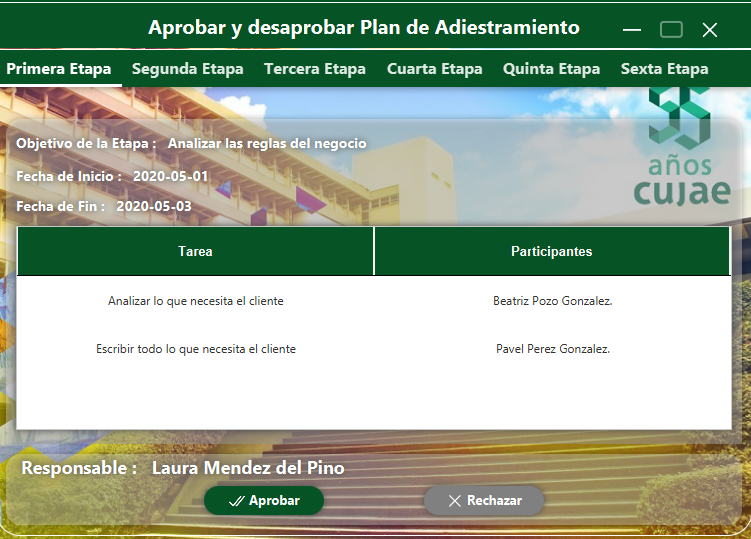 Aprobar y desaprobar Plan de Adiestramiento
Primera Etapa Segunda Etapa Tercera Etapa Cuarta Etapa Quinta Etapa Sexta Etapa
55
años
cujae
Objetivo de la Etapa : Analizar las reglas del negocio
Fecha de Inicio : 2020-05-01
Fecha de Fin : 2020-05-03
Tarea Participantes
Analizar lo que necesita el cliente Beatriz Pozo Gonzalez.
Escribir todo lo que necesita el cliente Pavel Perez Gonzalez.
Responsable : Laura Mendez del Pino
Aprobar Rechazar